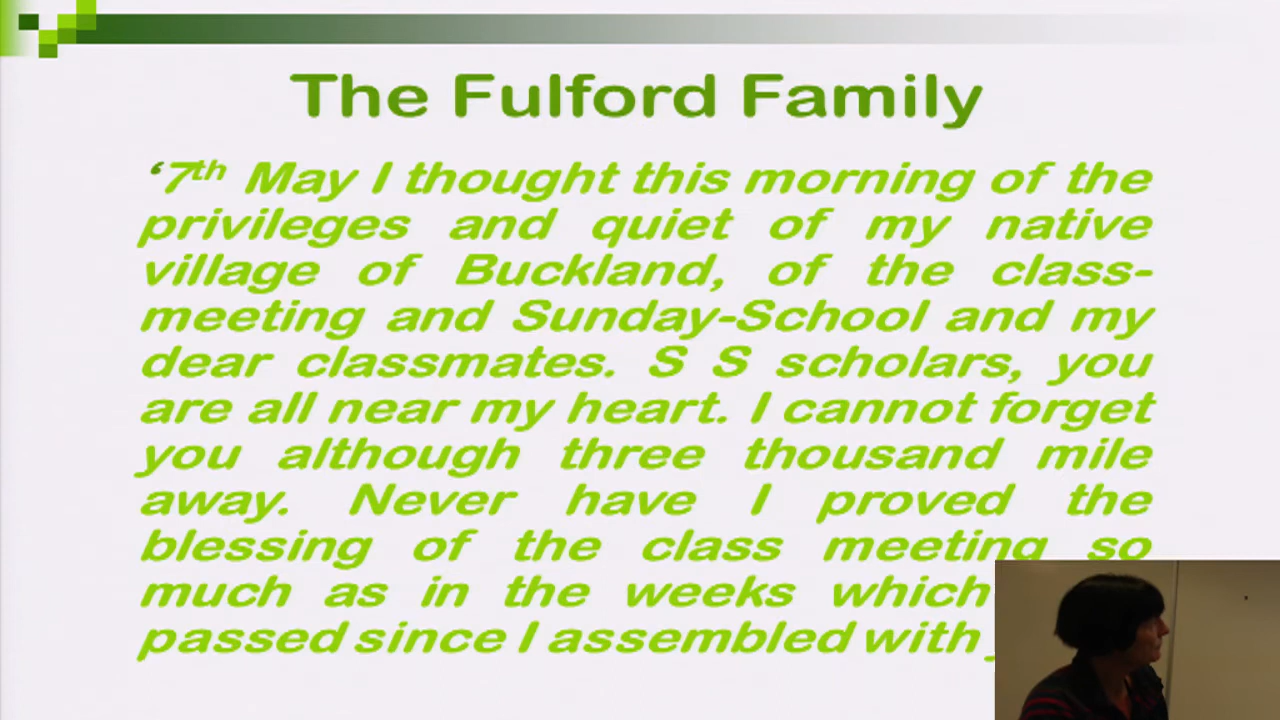 The Fulford Family
‘7th May I thought this morning of the
privileges and quiet of my native
village of Buckland, of the class-
meeting and Sunday-School and my
dear classmates. S S scholars, you
are all near my heart. I cannot forget
you although three thousand mile
away. Never have I proved the
blessing of the class meeting so
much as in the weeks which
passed since I assembled with